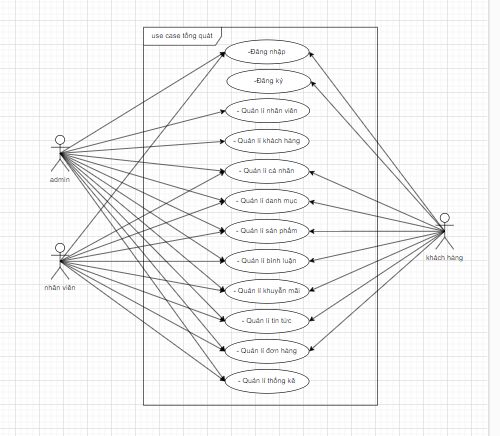 use case tổng quát
-Đăng nhập
-Đăng ký
- Quản lí nhân viên
- Quản lí khách hàng
- Quản lí cá nhân
- Quản lí danh mục
- Quản lí sản phẩm
- Quản lí bình luận
- Quản lí khuyễn mãi
- Quản lí tin tức
- Quản lí đơn hàng
- Quản lí thống kê
admin
nhân viên
khách hàng